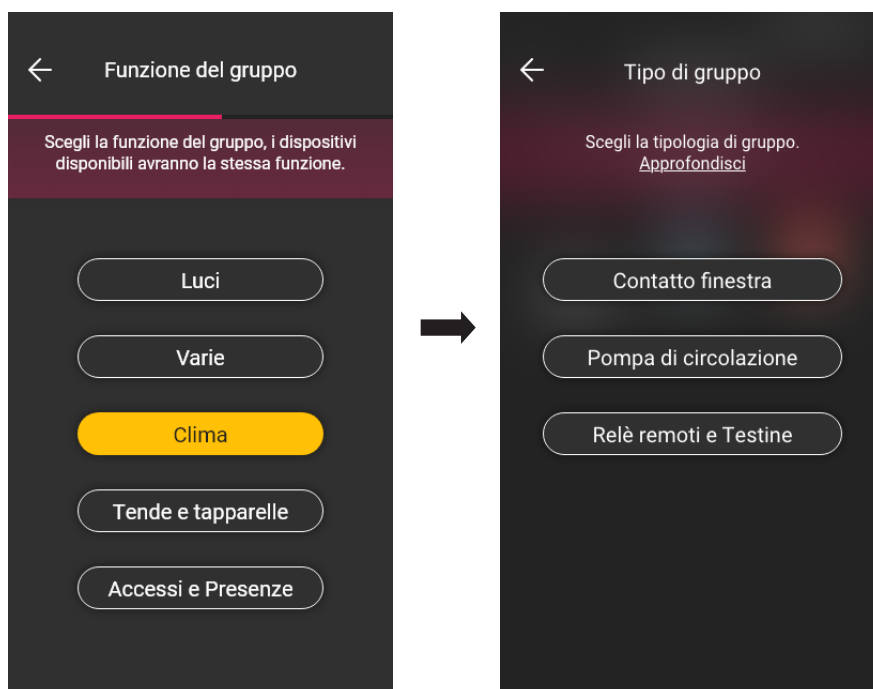 Funzione del gruppo
Scegli la funzione del gruppo, i dispositivi
disponibili avranno la stessa funzione.
Luci
Varie
Clima
Tende e tapparelle
Accessi e Presenze
Tipo di gruppo
Scegli la tipologia di gruppo.
Approfondisci
Contatto finestra
Pompa di circolazione
Relè remoti e Testine